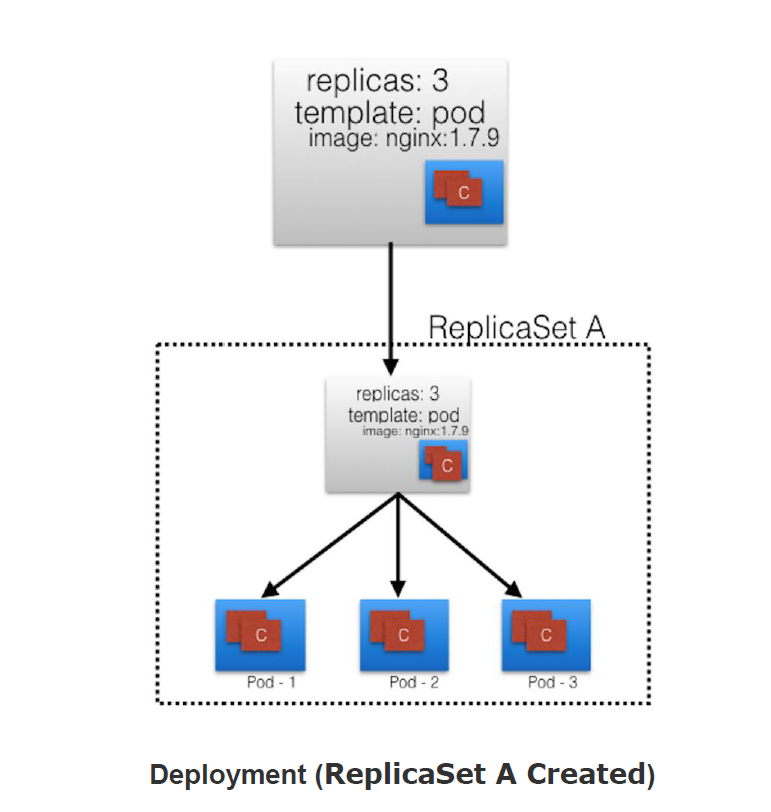 replicas: 3
template: pod
image: nginx:1.7.9
C
ReplicaSet A
replicas: 3
template: pod
image: nginx:1.7.9
C
C
C
C
Pod - 1
Pod - 2
Pod - 3
Deployment (ReplicaSet A Created)